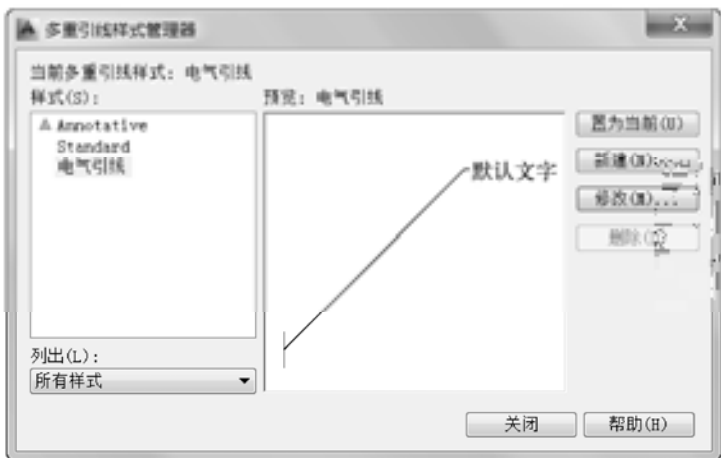 多重引线样式管理器
当前多重引线样式: 电气引线
样式(S):
预览: 电气引线
Annotative
Standard
电气引线
默认文字
置为当前(U)
新建(N)...
修改(M)...
删除(D)
列出(L):
所有样式
关闭
帮助(H)